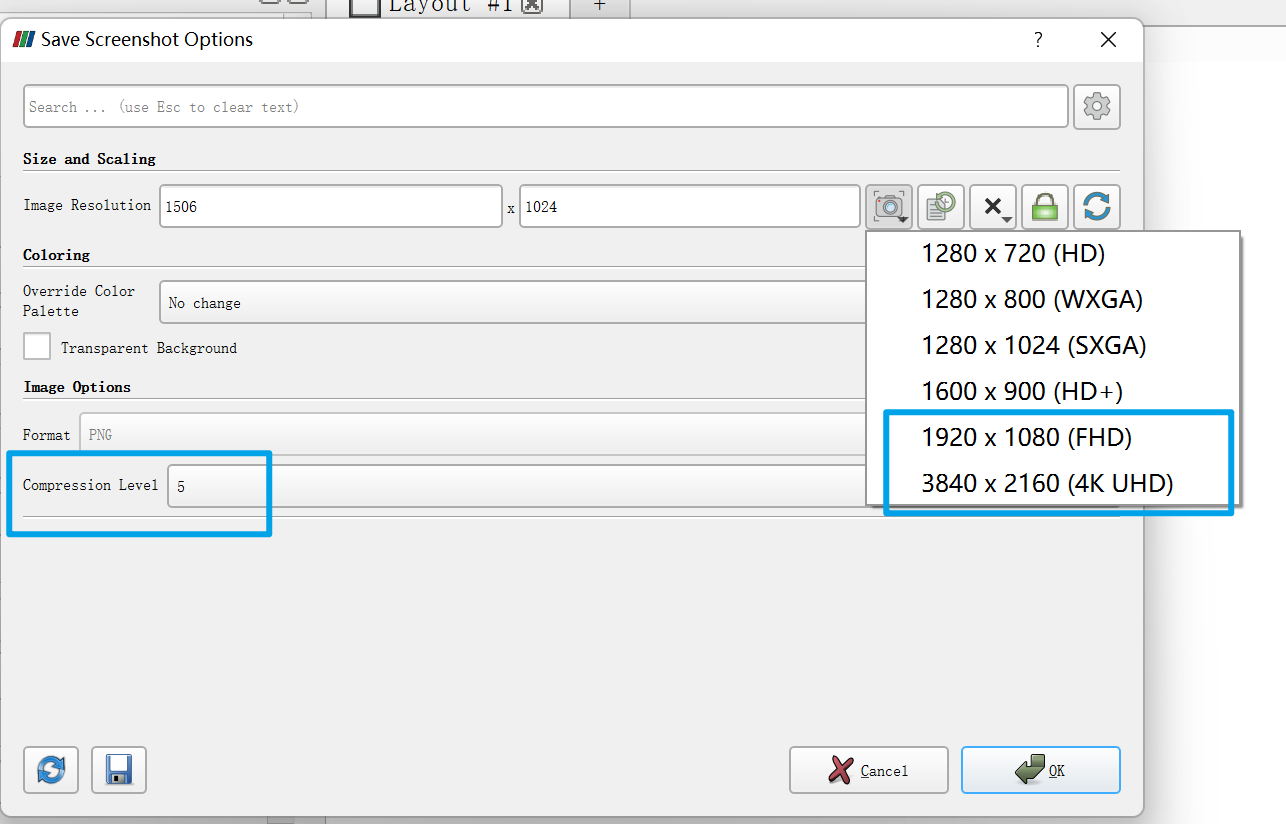 Layout #1
+
Save Screenshot Options
?
Search ... (use Esc to clear text)
Size and Scaling
Image Resolution 1506 x 1024
1280 x 720 (HD)
Coloring
Override Color Palette
No change
1280 x 800 (WXGA)
Transparent Background
1280 x 1024 (SXGA)
Image Options
1600 x 900 (HD+)
Format PNG
1920 x 1080 (FHD)
Compression Level 5
3840 x 2160 (4K UHD)
Cancel
OK